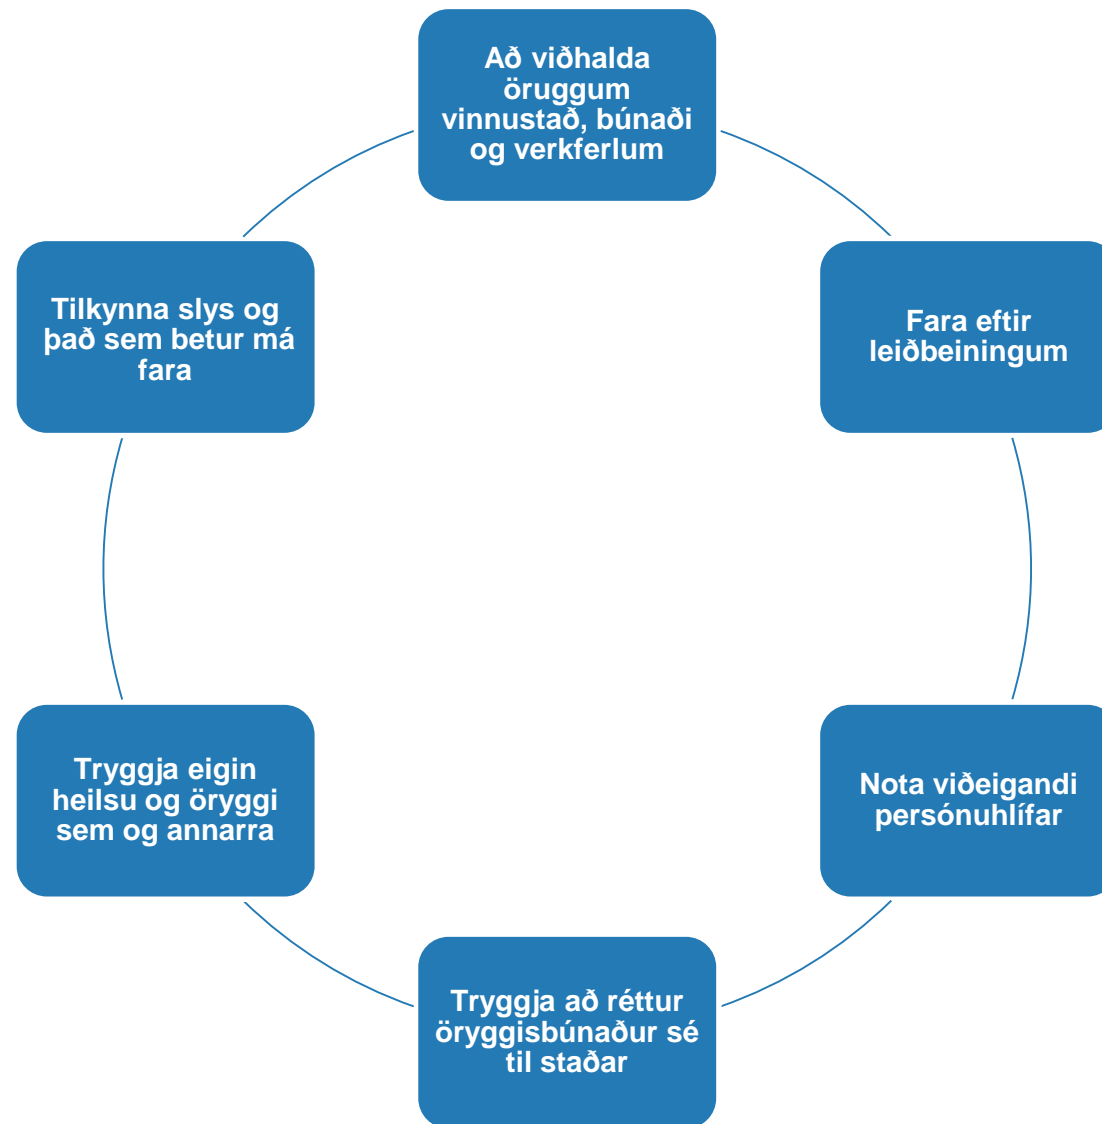 Að viðhalda
öruggum
vinnustað, búnaði
og verkferlum
Fara eftir
leiðbeiningum
Nota viðeigandi
persónuhlífar
Tryggja að réttur
öryggisbúnaður sé
til staðar
Tryggja eigin
heilsu og öryggi
sem og annarra
Tilkynna slys og
það sem betur má
fara